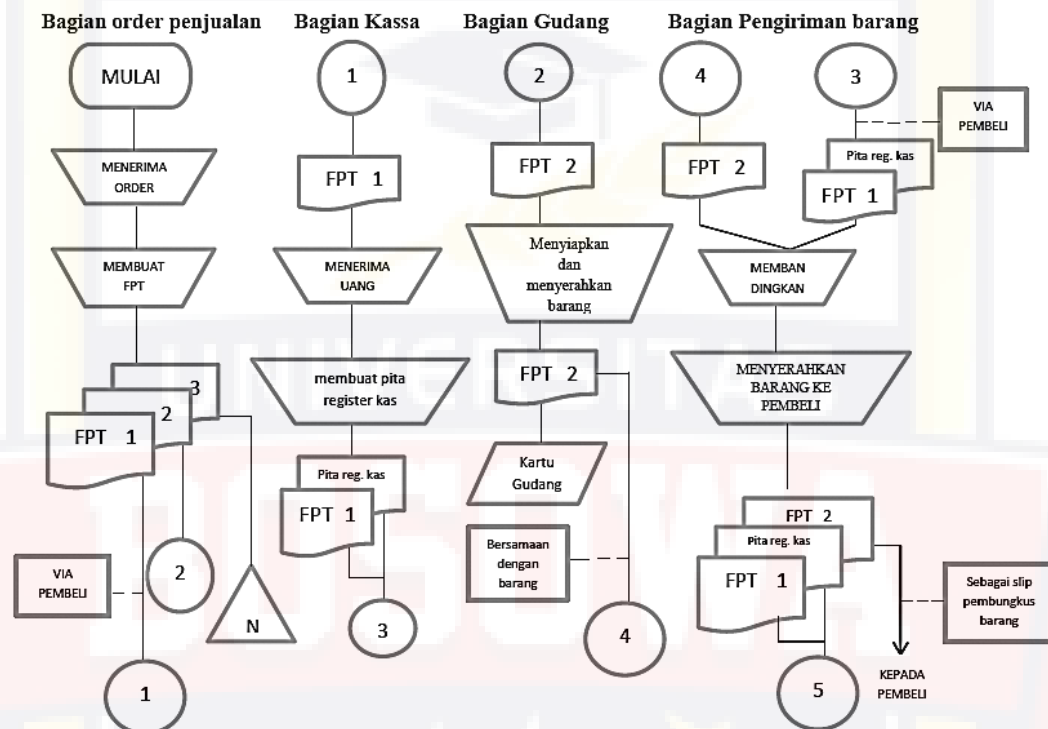 Bagian order penjualan
MULAI
MENERIMA
ORDER
MEMBUAT
FPT
3
2
FPT 1
VIA
PEMBELI
2
N
1
Bagian Kassa
1
FPT 1
MENERIMA
UANG
membuat pita
register kas
Pita reg. kas
FPT 1
3
Bagian Gudang
2
FPT 2
Menyiapkan
dan
menyerahkan
barang
FPT 2
Kartu
Gudang
Bersamaan
dengan
barang
4
Bagian Pengiriman barang
4
3
VIA
PEMBELI
FPT 2
Pita reg. kas
FPT 1
MEMBAN
DINGKAN
MENYERAHKAN
BARANG KE
PEMBELI
FPT 2
Pita reg. kas
FPT 1
Sebagai slip
pembungkus
barang
5
KEPADA
PEMBELI
UNIVERSITAS
BOSOWA